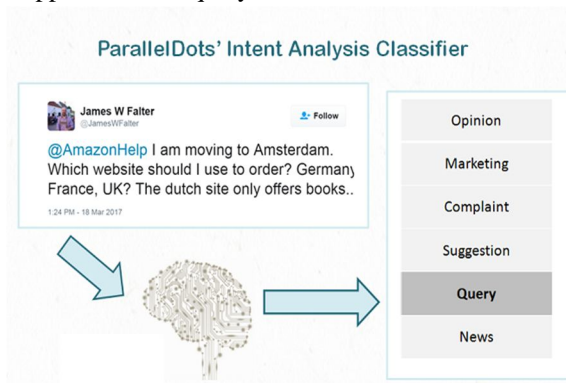 ParallelDots' Intent Analysis Classifier
James W Falter
@JamesWFalter
Follow
@AmazonHelp I am moving to Amsterdam.
Which website should I use to order? Germany
France, UK? The dutch site only offers books..
1:24 PM - 18 Mar 2017
Opinion
Marketing
Complaint
Suggestion
Query
News